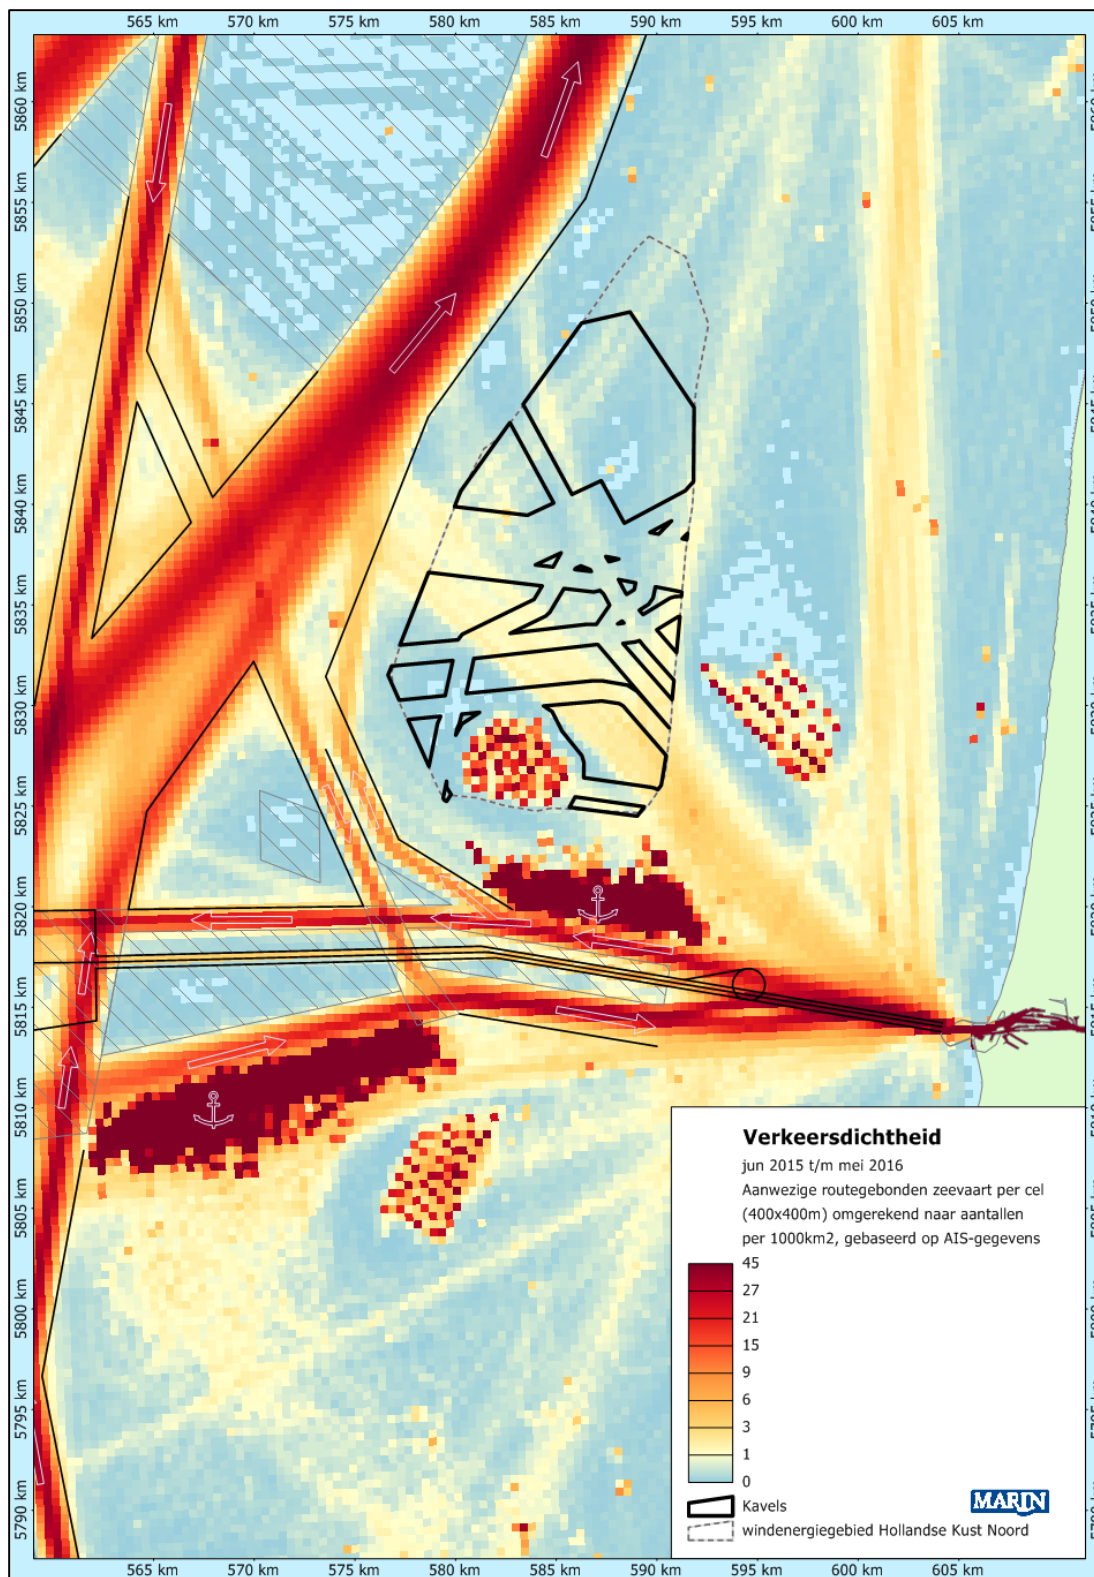 565 km 570 km 575 km 580 km 585 km 590 km 595 km 600 km 605 km
5860 km
5855 km
5850 km
5845 km
5840 km
5835 km
5830 km
5825 km
5820 km
5815 km
5810 km
5805 km
5800 km
5795 km
5790 km
Verkeersdichtheid
jun 2015 t/m mei 2016
Aanwezige routegebonden zeevaart per cel
(400x400m) omgerekend naar aantallen
per 1000km2, gebaseerd op AIS-gegevens
45
27
21
15
9
6
3
1
0
Kavels
MARIN
windenergiegebied Hollandse Kust Noord
565 km 570 km 575 km 580 km 585 km 590 km 595 km 600 km 605 km